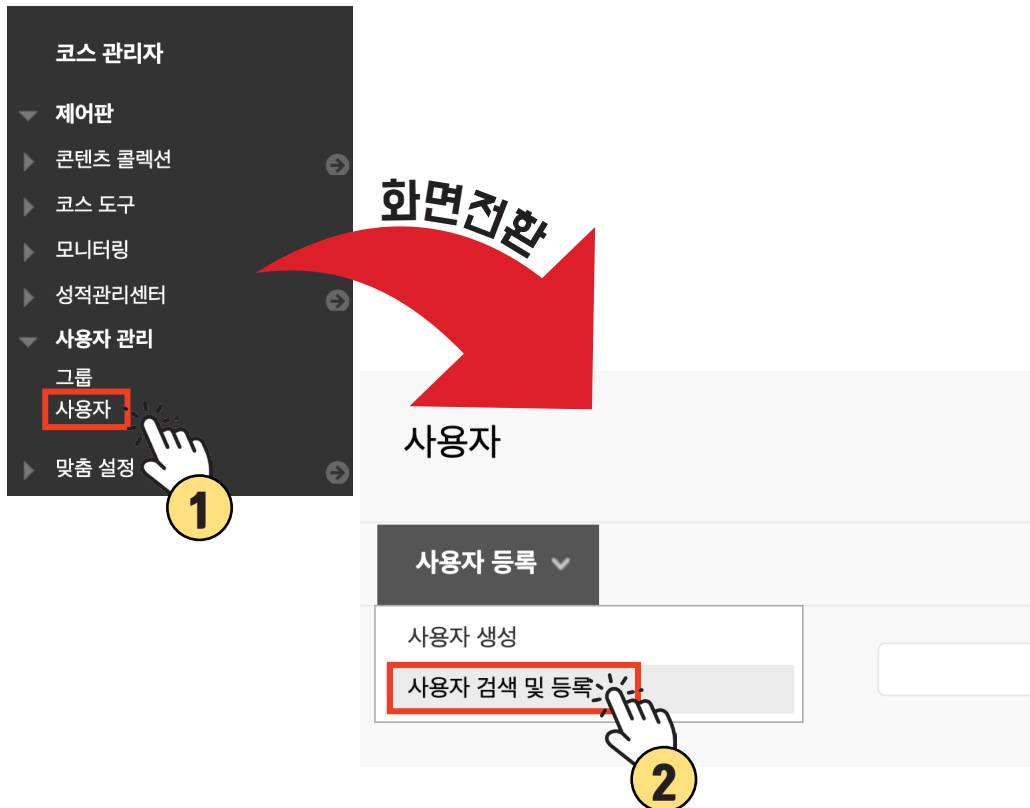 코스 관리자
제어판
콘텐츠 콜렉션
코스 도구
모니터링
성적관리센터
사용자 관리
그룹
사용자
맞춤 설정
1
화면전환
사용자
사용자 등록
사용자 생성
사용자 검색 및 등록
2